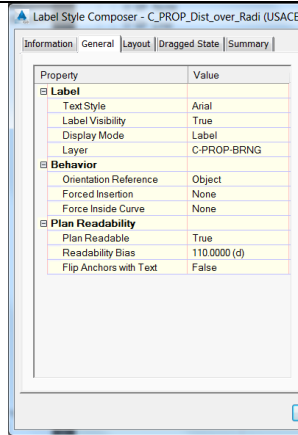 Label Style Composer - C_PROP_Dist_over_Radi (USACE
Information General Layout Dragged State Summary
Property Value
Label
Text Style Arial
Label Visibility True
Display Mode Label
Layer C-PROP-BRNG
Behavior
Orientation Reference Object
Forced Insertion None
Force Inside Curve None
Plan Readability
Plan Readable True
Readability Bias 110.0000 (d)
Flip Anchors with Text False